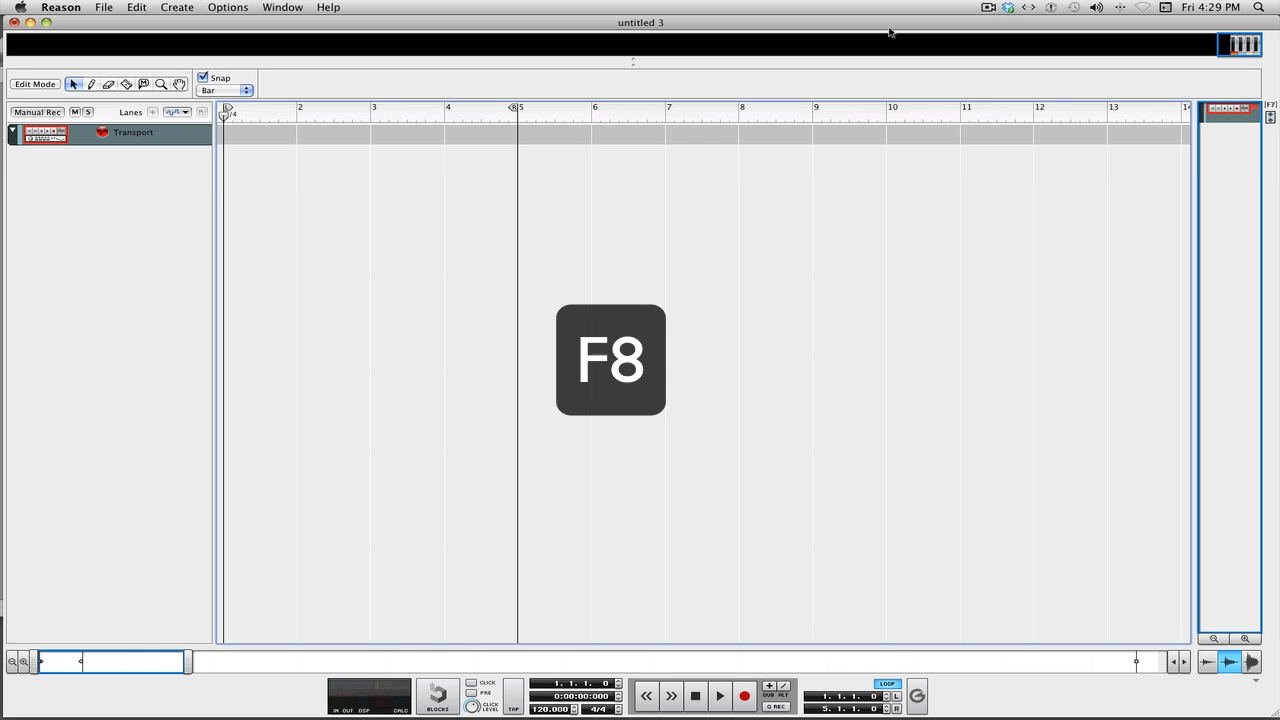 Reason File Edit Create Options Window Help Fri 4:29 PM
untitled 3
Edit Mode
Snap
Bar
[F7]
Manual Rec M S Lanes
2 3 4 5 6 7 8 9 10 11 12 13
L R
/4
Transport
F8
CLICK
PRE
CLICK LEVEL
1. 1. 1. 0
0:00:00:000
120.000 4/4
IN OUT DSP CALC
BLOCKS
TAP
DUB ALT
Q REC
LOOP
1. 1. 1. 0 L
5. 1. 1. 0 R